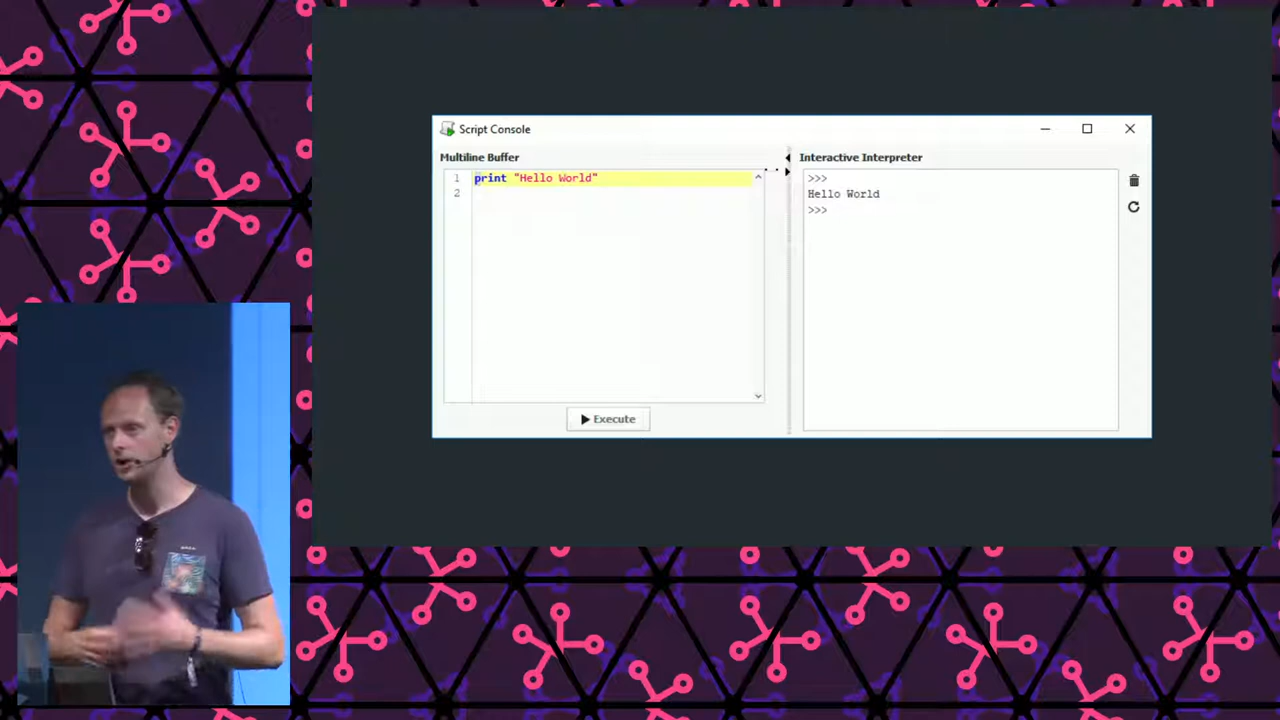 Script Console
Multiline Buffer
1 print "Hello World"
2
Execute
Interactive Interpreter
>>>
Hello World
>>>